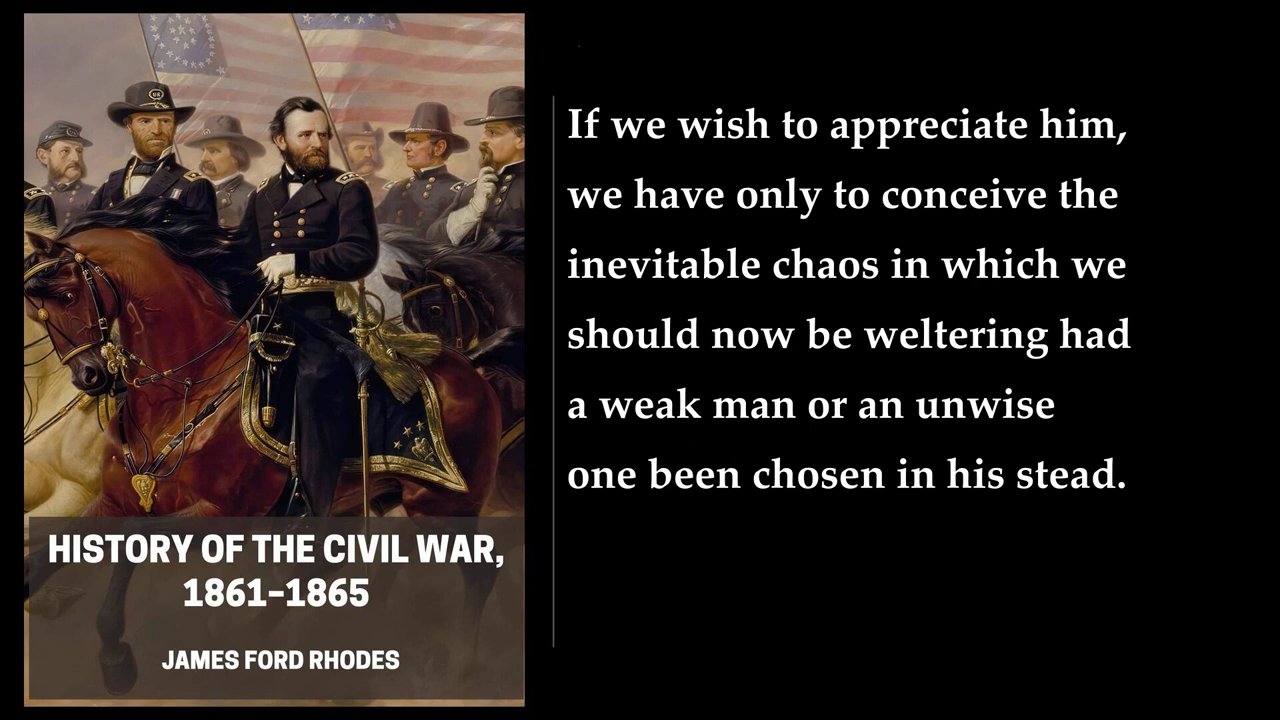 HISTORY OF THE CIVIL WAR,
1861–1865
JAMES FORD RHODES
If we wish to appreciate him,
we have only to conceive the
inevitable chaos in which we
should now be weltering had
a weak man or an unwise
one been chosen in his stead.